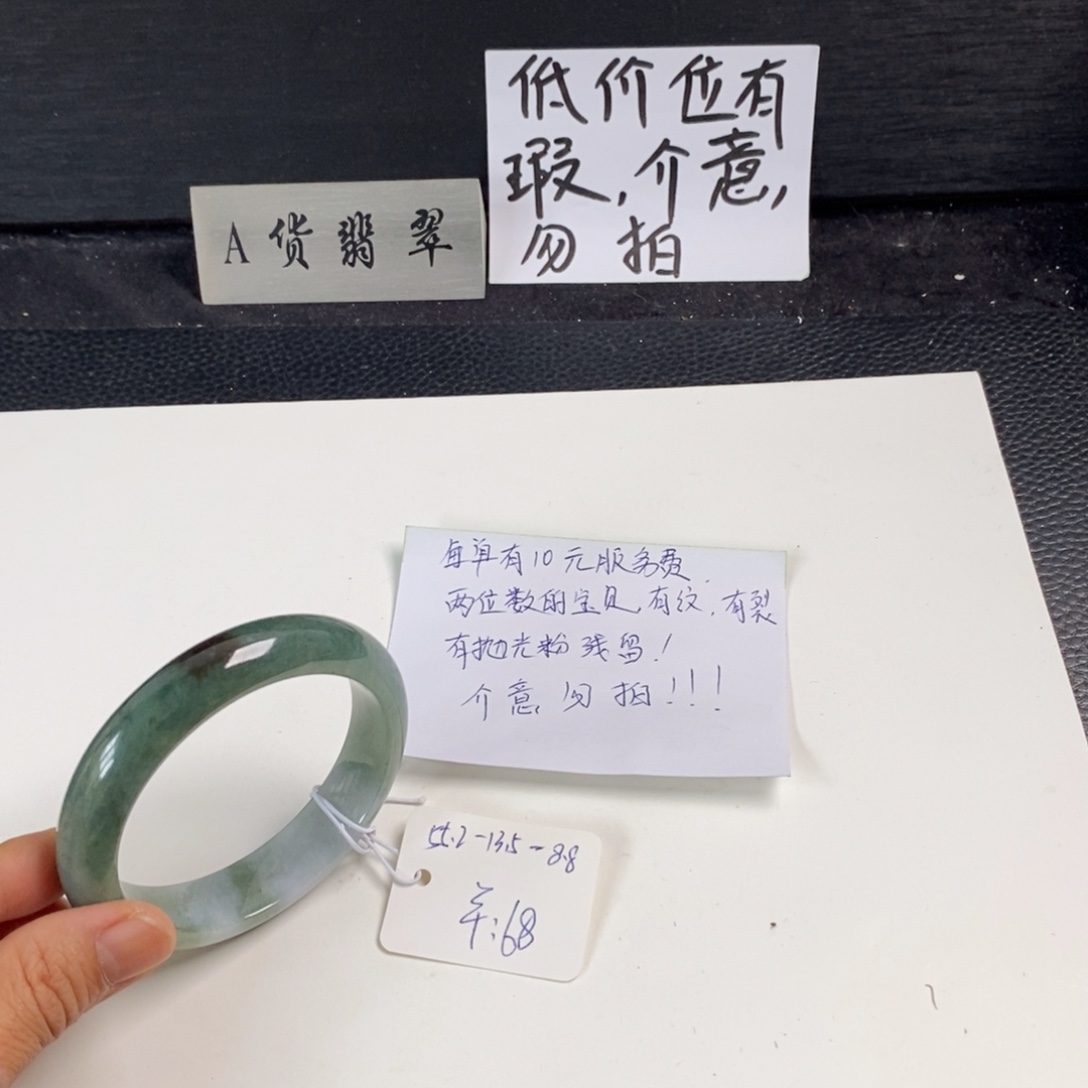 低价位有
瑕,介意,
勿拍
A货翡翠
每单有10元服务费
两位数的宝贝,有纹,有裂
有抛光粉残留!
介意勿拍!!!
55.2-13.5-8.8
羊:68